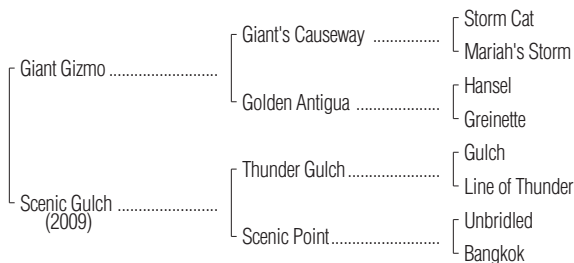 Storm Cat
Giant's Causeway ................
Mariah's Storm
Giant Gizmo ..........................
Hansel
Golden Antigua ....................
Greinette
Gulch
Thunder Gulch......................
Line of Thunder
Scenic Gulch ........................
(2009)
Unbridled
Scenic Point..........................
Bangkok